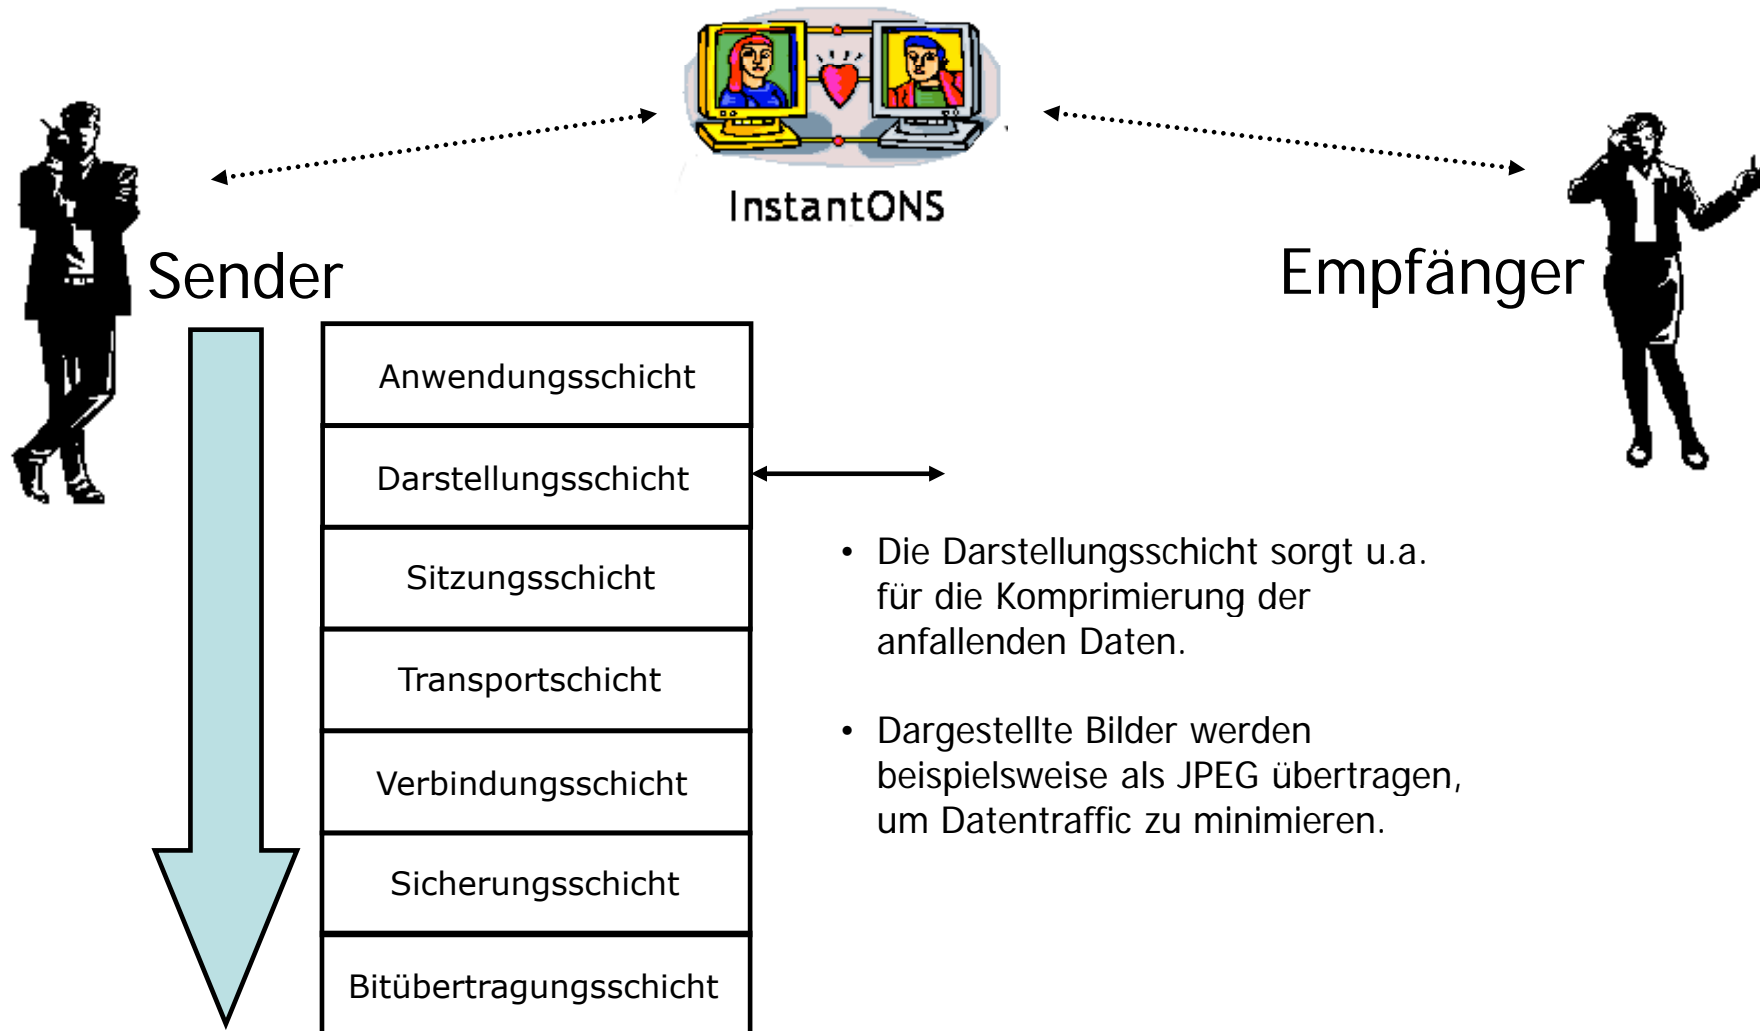 InstantONS
Sender
Empfänger
Anwendungsschicht
Darstellungsschicht
Sitzungsschicht
Transportschicht
Verbindungsschicht
Sicherungsschicht
Bitübertragungsschicht
• Die Darstellungsschicht sorgt u.a.
für die Komprimierung der
anfallenden Daten.
• Dargestellte Bilder werden
beispielsweise als JPEG übertragen,
um Datentraffic zu minimieren.